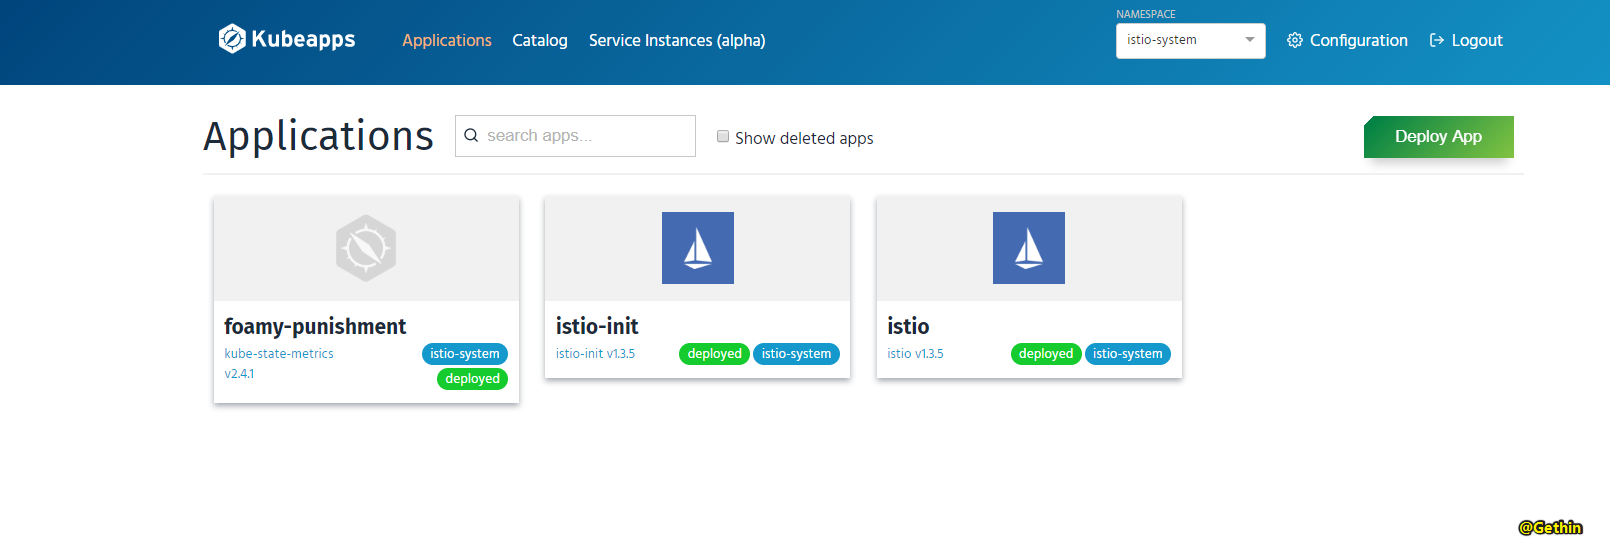 Kubeapps Applications Catalog Service Instances (alpha) NAMESPACE istio-system Configuration Logout
Applications search apps... Show deleted apps Deploy App
foamy-punishment
kube-state-metrics istio-system
v2.4.1 deployed
istio-init
istio-init v1.3.5 deployed istio-system
istio
istio v1.3.5 deployed istio-system
@Gethin